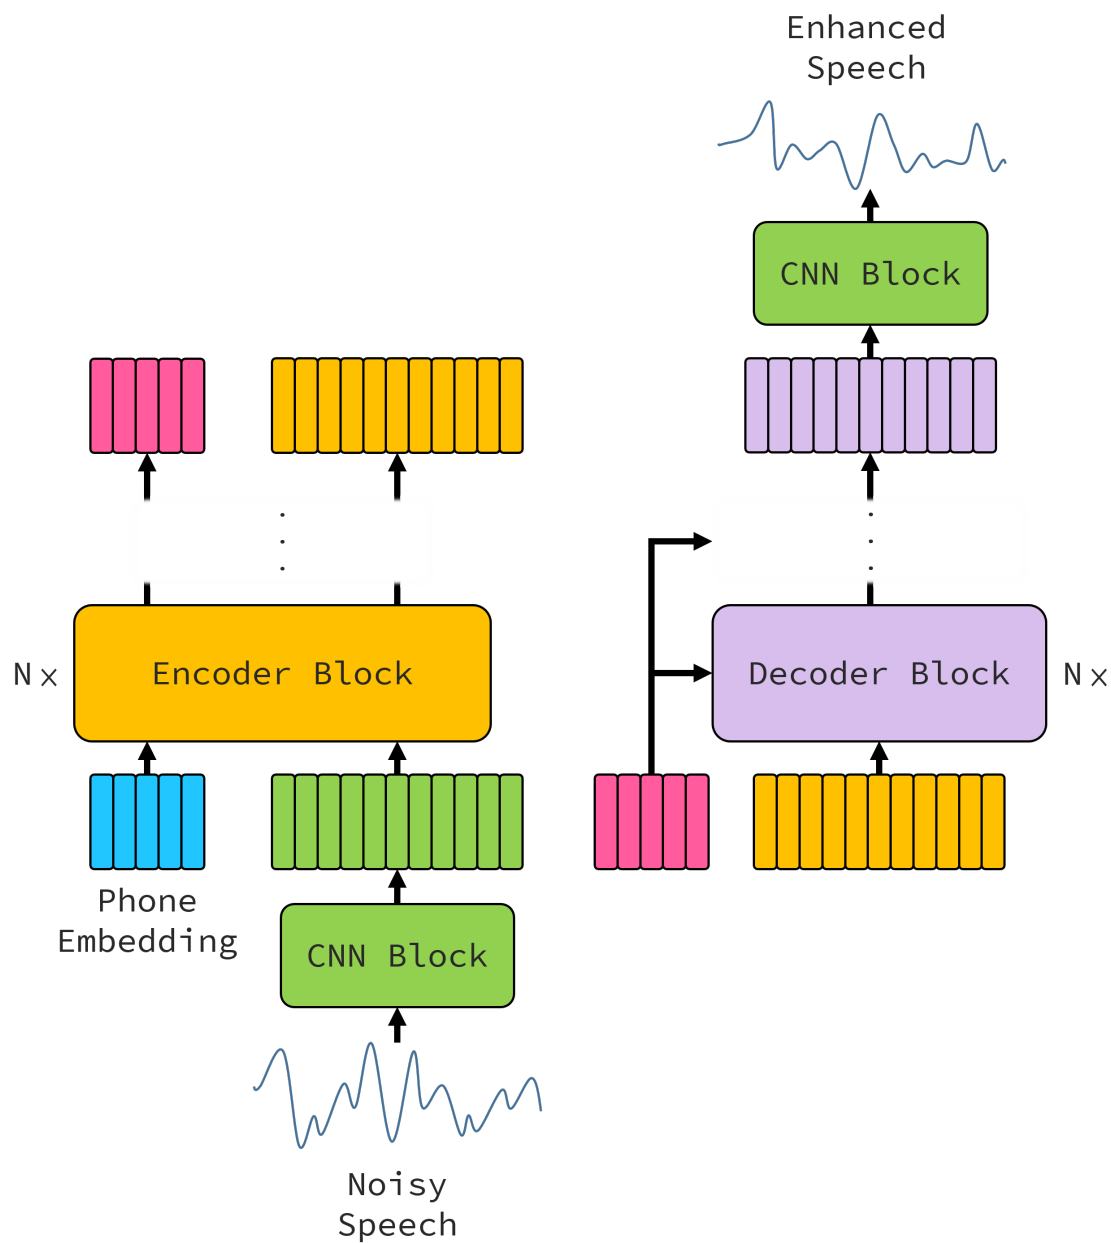 Enhanced
Speech
CNN Block
N ×
Encoder Block
Decoder Block
N ×
Phone
Embedding
CNN Block
Noisy
Speech